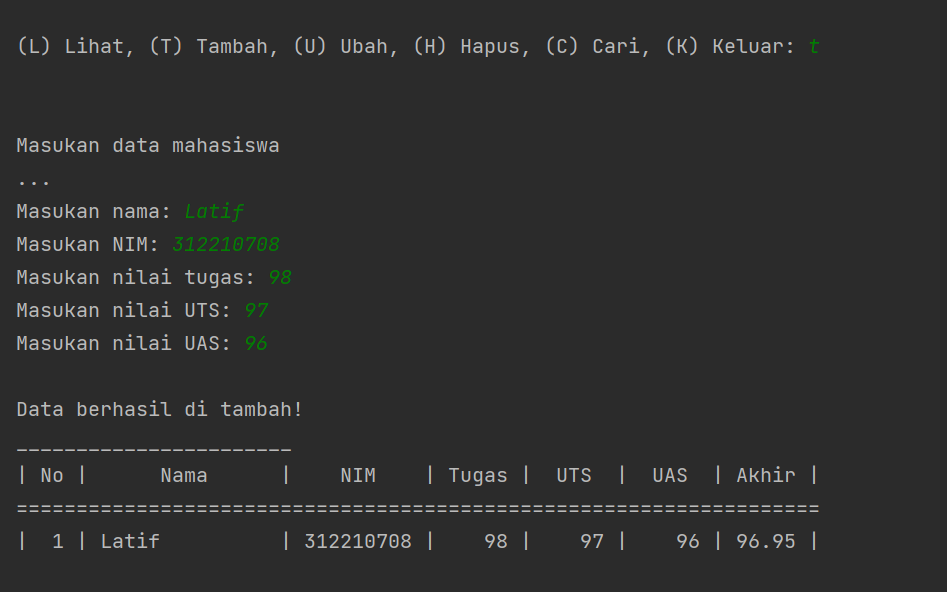 (L) Lihat, (T) Tambah, (U) Ubah, (H) Hapus, (C) Cari, (K) Keluar: t
Masukan data mahasiswa
...
Masukan nama: Latif
Masukan NIM: 312210708
Masukan nilai tugas: 98
Masukan nilai UTS: 97
Masukan nilai UAS: 96
Data berhasil di tambah!
_______________________
| No |      Nama      |    NIM    | Tugas |  UTS  |  UAS  | Akhir |
===================================================================
|  1 | Latif          | 312210708 |    98 |    97 |    96 | 96.95 |